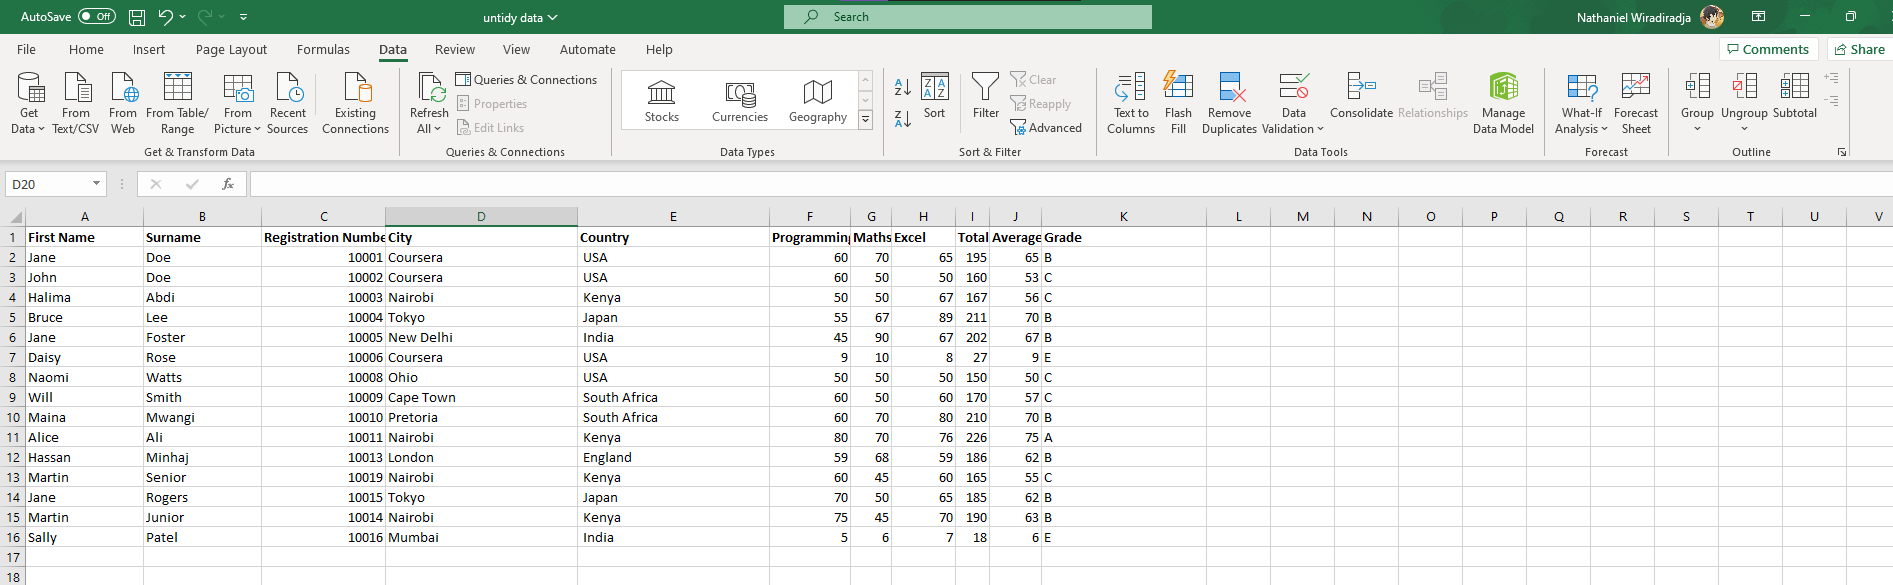 AutoSave Off untidy data Search Nathaniel Wiradiradja
File Home Insert Page Layout Formulas Data Review View Automate Help Comments Share
Get Data From Text/CSV From Web From Table/ Range From Picture Recent Sources Existing Connections
Get & Transform Data
Refresh All Queries & Connections Properties Edit Links
Queries & Connections
Stocks Currencies Geography
Data Types
Sort Filter Clear Reapply Advanced
Sort & Filter
Text to Columns Flash Fill Remove Duplicates Data Validation Consolidate Relationships Manage Data Model
Data Tools
What-If Analysis Forecast Sheet
Forecast
Group Ungroup Subtotal
Outline
D20 fx
A B C D E F G H I J K L M N O P Q R S T U V
1 First Name Surname Registration Numbe City Country Programming Maths Excel Total Average Grade
2 Jane Doe 10001 Coursera USA 60 70 65 195 65 B
3 John Doe 10002 Coursera USA 60 50 50 160 53 C
4 Halima Abdi 10003 Nairobi Kenya 50 50 67 167 56 C
5 Bruce Lee 10004 Tokyo Japan 55 67 89 211 70 B
6 Jane Foster 10005 New Delhi India 45 90 67 202 67 B
7 Daisy Rose 10006 Coursera USA 9 10 8 27 9 E
8 Naomi Watts 10008 Ohio USA 50 50 50 150 50 C
9 Will Smith 10009 Cape Town South Africa 60 50 60 170 57 C
10 Maina Mwangi 10010 Pretoria South Africa 60 70 80 210 70 B
11 Alice Ali 10011 Nairobi Kenya 80 70 76 226 75 A
12 Hassan Minhaj 10013 London England 59 68 59 186 62 B
13 Martin Senior 10019 Nairobi Kenya 60 45 60 165 55 C
14 Jane Rogers 10015 Tokyo Japan 70 50 65 185 62 B
15 Martin Junior 10014 Nairobi Kenya 75 45 70 190 63 B
16 Sally Patel 10016 Mumbai India 5 6 7 18 6 E
17
18